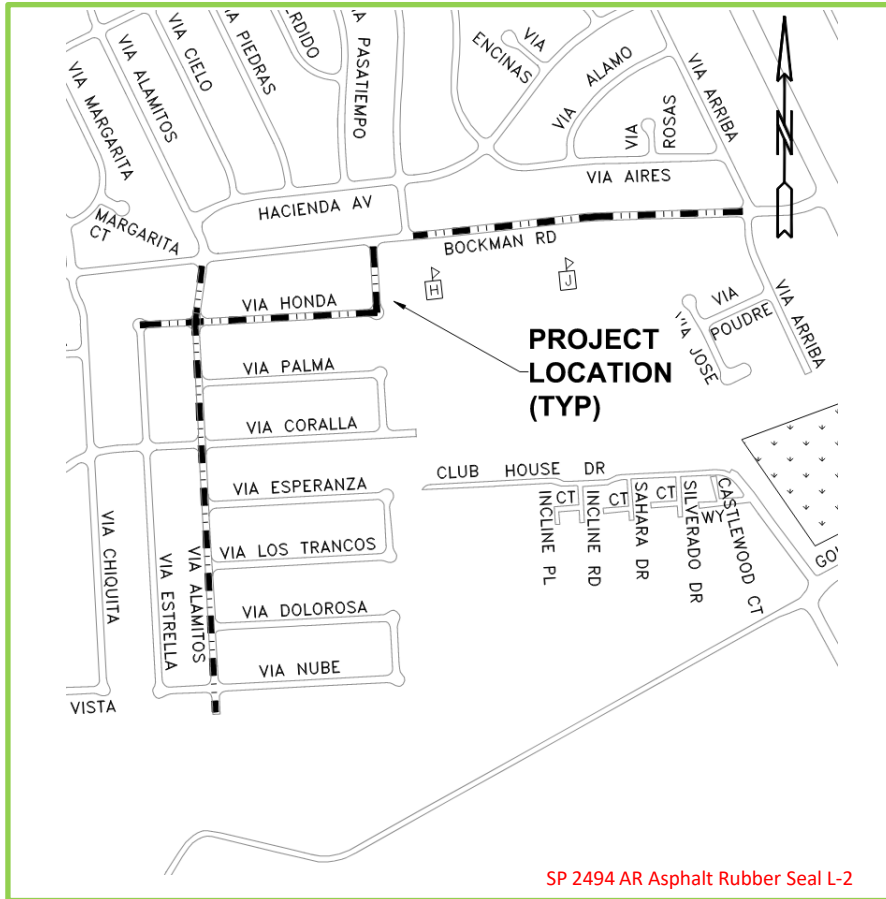 VIA MARGARITA
VIA ALAMITOS
VIA CIELO
VIA PIEDRAS
ERDIDO
PASATIEMPO
VIA
ENCINAS
VIA ALAMO
VIA
ROSAS
VIA ARRIBA
N
VIA AIRES
HACIENDA AV
MARGARITA
CT
BOCKMAN RD
H
J
VIA HONDA
VIA
POUDRE
VIA JOSE
VIA ARRIBA
PROJECT
LOCATION
(TYP)
VIA PALMA
VIA CORALLA
CLUB HOUSE DR
VIA ESPERANZA
CT
CT
CT
WY
INCLINE PL
INCLINE RD
SAHARA DR
SILVERADO DR
CASTLEWOOD CT
VIA CHIQUITA
VIA ESTRELLA
VIA ALAMITOS
VIA LOS TRANCOS
VIA DOLOROSA
VIA NUBE
VISTA
SP 2494 AR Asphalt Rubber Seal L-2